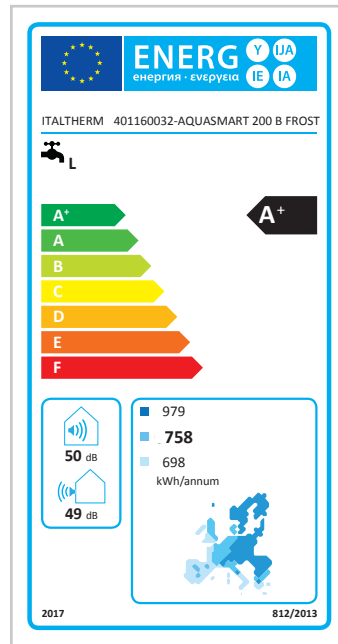 ENERG Y IJA
енергия · ενεργεια IE IA
ITALTHERM 401160032-AQUASMART 200 B FROST
L
A+
A+
A
B
C
D
E
F
50 dB
49 dB
979
758
698
kWh/annum
2017 812/2013